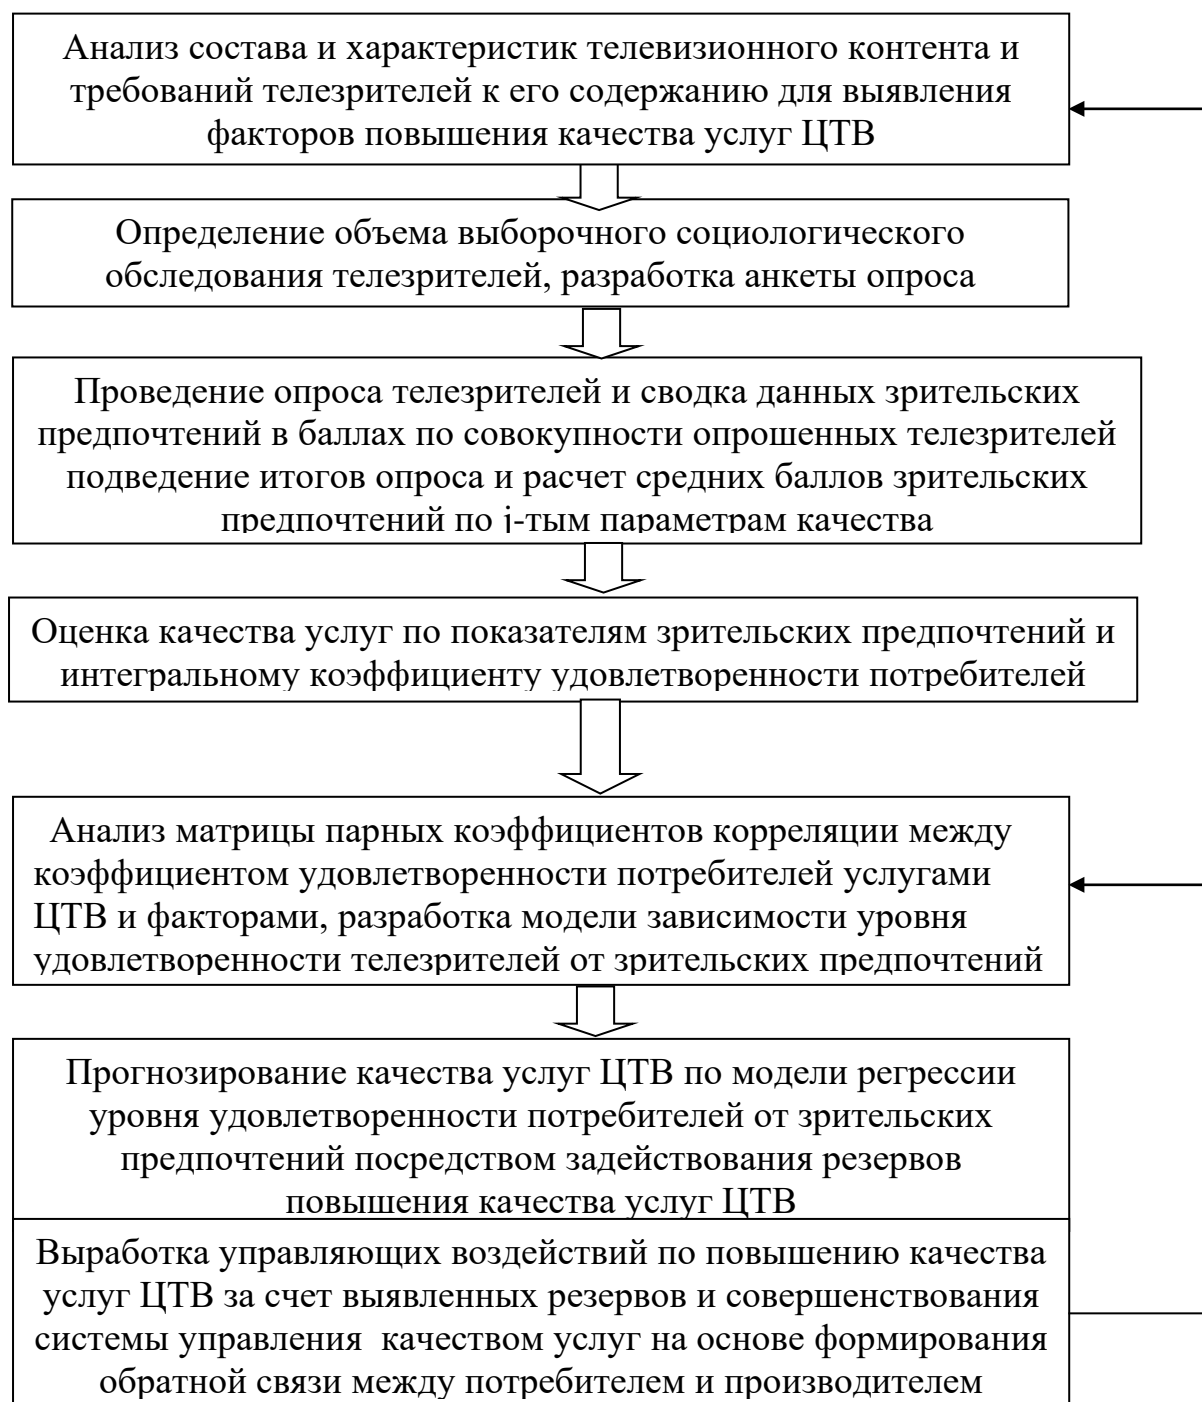 Анализ состава и характеристик телевизионного контента и
требований телезрителей к его содержанию для выявления
факторов повышения качества услуг ЦТВ
Определение объема выборочного социологического
обследования телезрителей, разработка анкеты опроса
Проведение опроса телезрителей и сводка данных зрительских
предпочтений в баллах по совокупности опрошенных телезрителей
подведение итогов опроса и расчет средних баллов зрительских
предпочтений по j-тым параметрам качества
Оценка качества услуг по показателям зрительских предпочтений и
интегральному коэффициенту удовлетворенности потребителей
Анализ матрицы парных коэффициентов корреляции между
коэффициентом удовлетворенности потребителей услугами
ЦТВ и факторами, разработка модели зависимости уровня
удовлетворенности телезрителей от зрительских предпочтений
Прогнозирование качества услуг ЦТВ по модели регрессии
уровня удовлетворенности потребителей от зрительских
предпочтений посредством задействования резервов
повышения качества услуг ЦТВ
Выработка управляющих воздействий по повышению качества
услуг ЦТВ за счет выявленных резервов и совершенствования
системы управления качеством услуг на основе формирования
обратной связи между потребителем и производителем